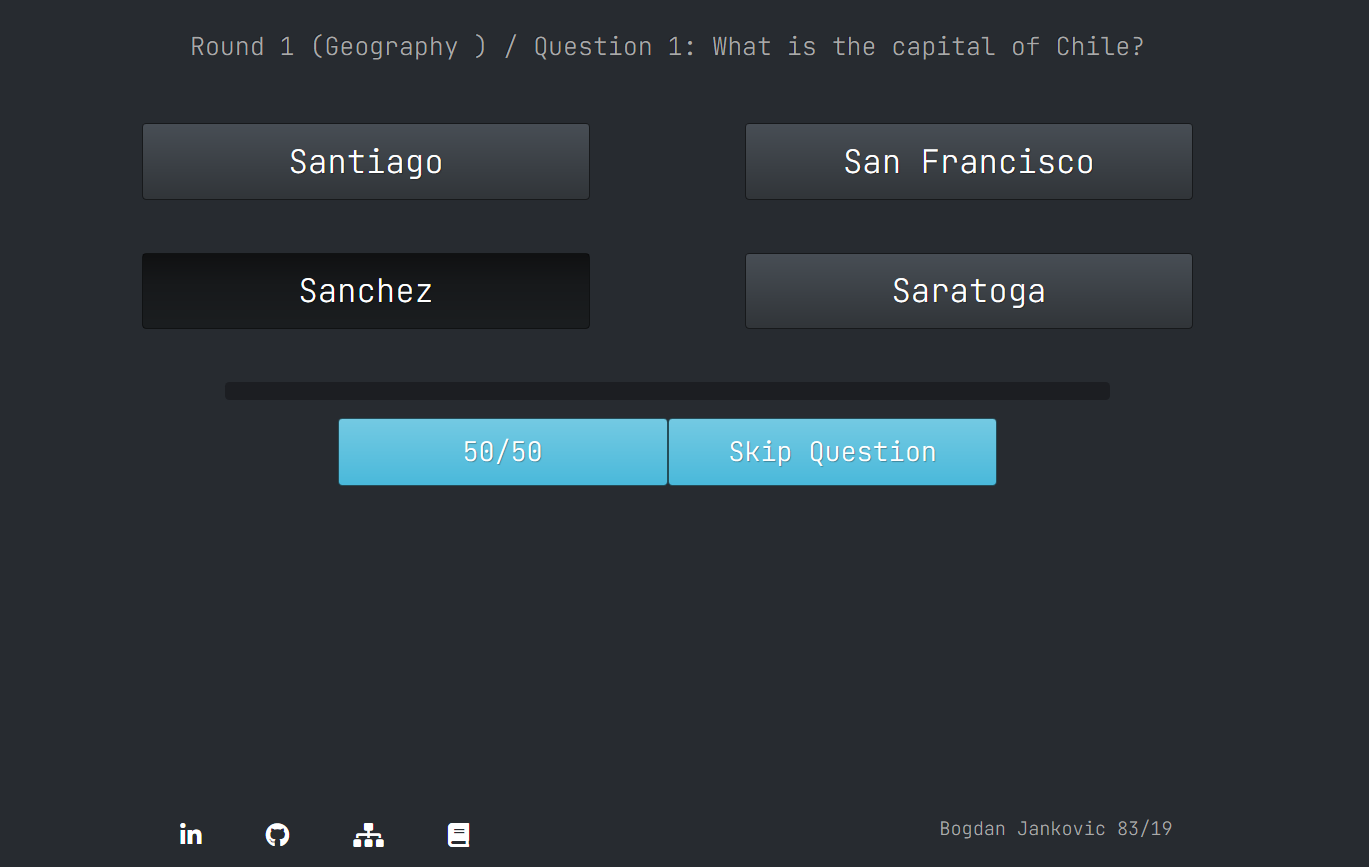 Round 1 (Geography ) / Question 1: What is the capital of Chile?
Santiago
San Francisco
Sanchez
Saratoga
50/50
Skip Question
in
Bogdan Jankovic 83/19